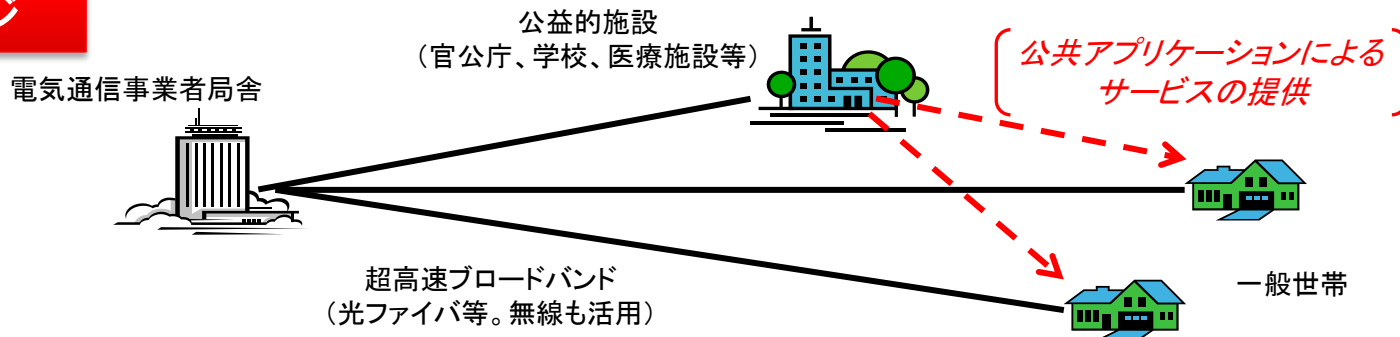 公益的施設
（官公庁、学校、医療施設等）
公共アプリケーションによる
サービスの提供
電気通信事業者局舎
超高速ブロードバンド
（光ファイバ等。無線も活用）
一般世帯